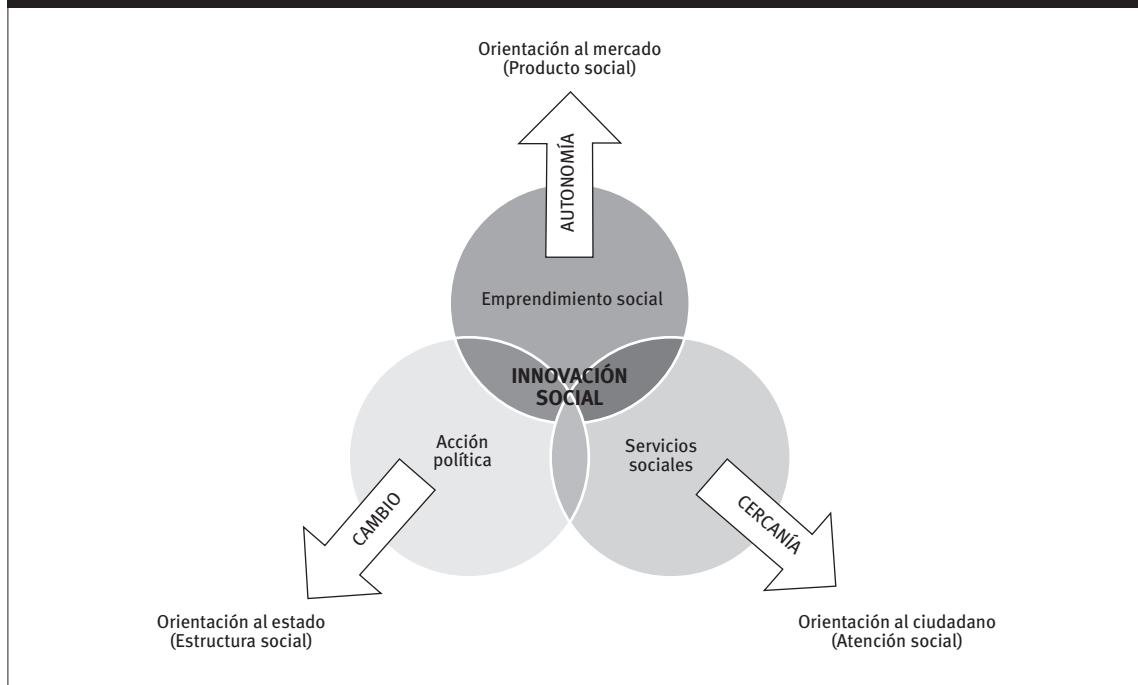 Orientación al mercado
(Producto social)
AUTONOMÍA
Emprendimiento social
INNOVACIÓN
SOCIAL
Acción
política
Servicios
sociales
CAMBIO
CERCANÍA
Orientación al estado
(Estructura social)
Orientación al ciudadano
(Atención social)